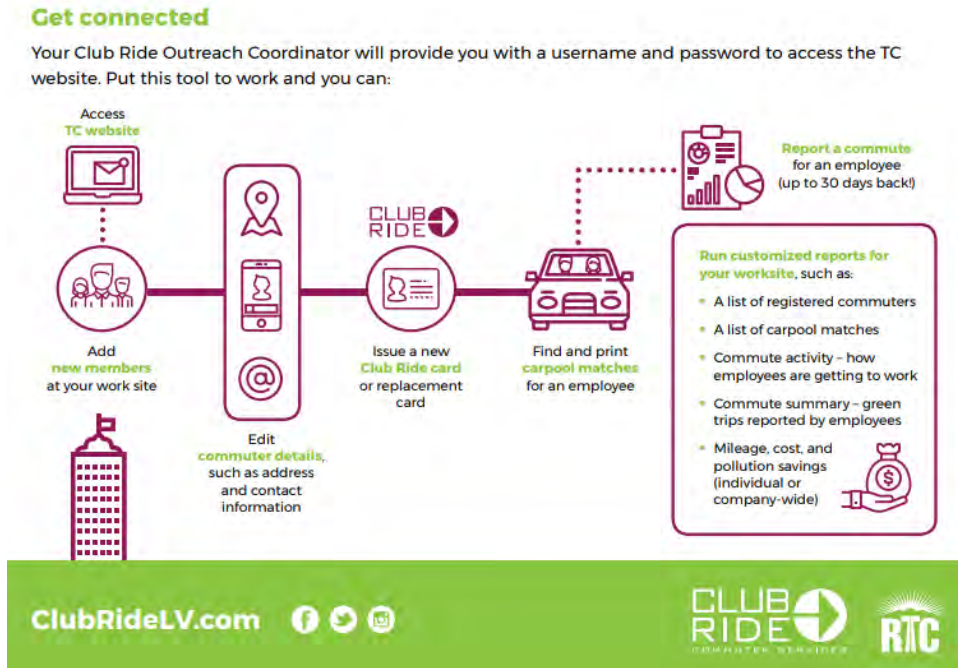 Get connected
Your Club Ride Outreach Coordinator will provide you with a username and password to access the TC
website. Put this tool to work and you can:
Access
TC website
Add
new members
at your work site
Edit
commuter details,
such as address
and contact
information
CLUB
RIDE
Issue a new
Club Ride card
or replacement
card
Find and print
carpool matches
for an employee
Report a commute
for an employee
(up to 30 days back!)
Run customized reports for
your worksite, such as:
• A list of registered commuters
• A list of carpool matches
• Commute activity – how
employees are getting to work
• Commute summary – green
trips reported by employees
• Mileage, cost, and
pollution savings
(individual or
company-wide)
$
@
ClubRideLV.com
CLUB
RIDE
COMMUTER SERVICES
RTC